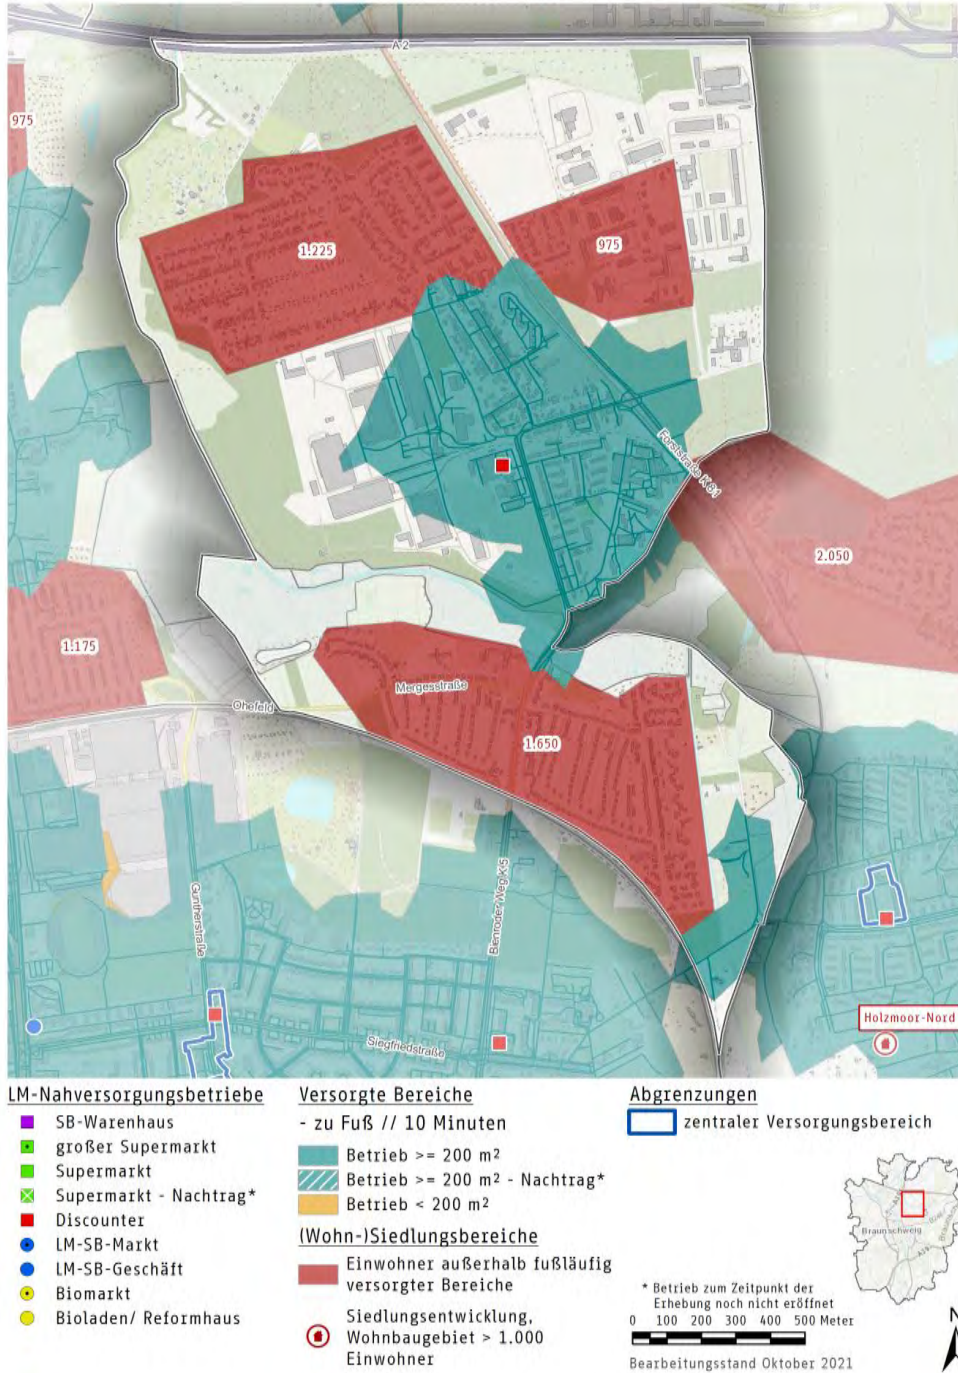 A 2
975
1.225
975
Forststraße K 81
2.050
1.175
Mergesstraße
Ohefeld
1.650
Guntherstraße
Bienroder Weg K 5
Holzmoor-Nord
Siegfriedstraße
LM-Nahversorgungsbetriebe
SB-Warenhaus
großer Supermarkt
Supermarkt
Supermarkt - Nachtrag*
Discounter
LM-SB-Markt
LM-SB-Geschäft
Biomarkt
Bioladen/ Reformhaus
Versorgte Bereiche
- zu Fuß // 10 Minuten
Betrieb >= 200 m²
Betrieb >= 200 m² - Nachtrag*
Betrieb < 200 m²
(Wohn-)Siedlungsbereiche
Einwohner außerhalb fußläufig
versorgter Bereiche
Siedlungsentwicklung,
Wohnbaugebiet > 1.000
Einwohner
Abgrenzungen
zentraler Versorgungsbereich
Braunschweig
* Betrieb zum Zeitpunkt der
Erhebung noch nicht eröffnet
0 100 200 300 400 500 Meter
Bearbeitungsstand Oktober 2021
N